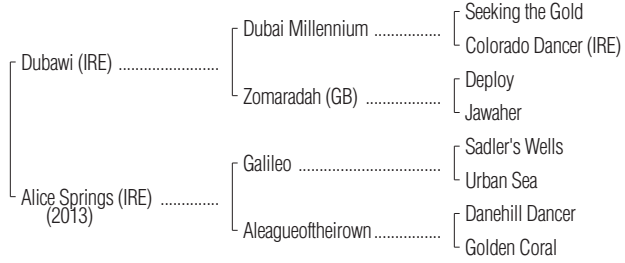 Seeking the Gold
Dubai Millennium ................
Colorado Dancer (IRE)
Dubawi (IRE) ........................
Deploy
Zomaradah (GB) ..................
Jawaher
Sadler's Wells
Galileo ..................................
Urban Sea
Alice Springs (IRE) ..............
(2013)
Danehill Dancer
Aleagueoftheirown................
Golden Coral